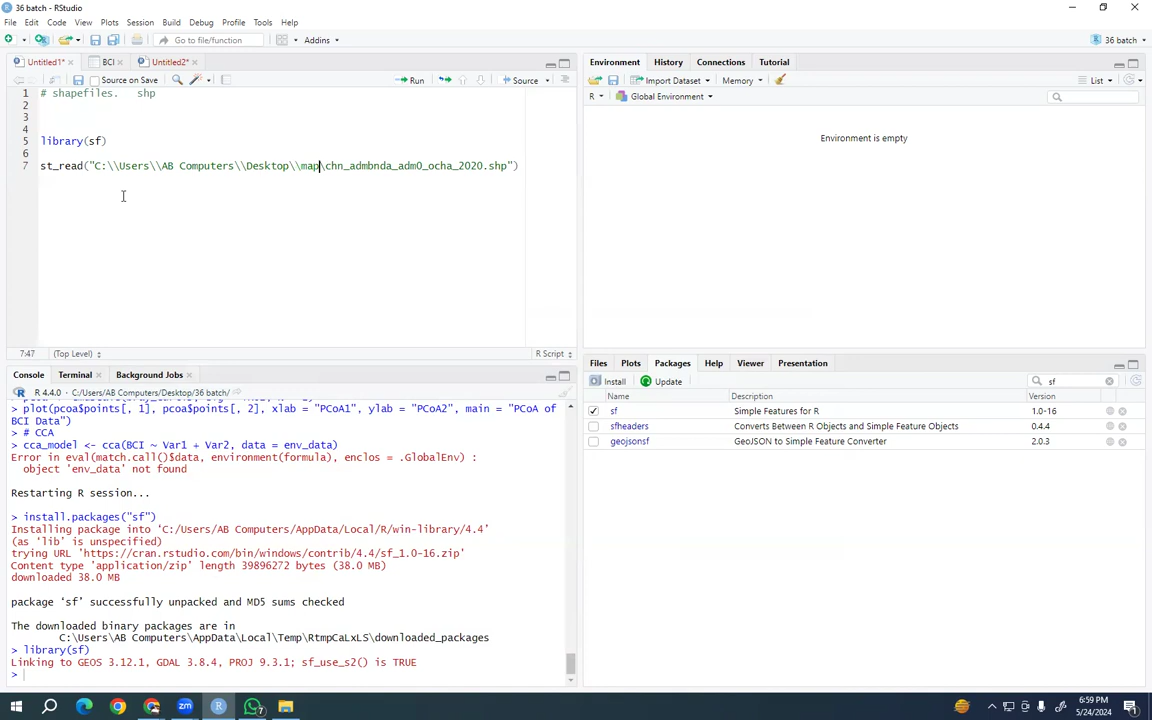 36 batch - RStudio
File Edit Code View Plots Session Build Debug Profile Tools Help
Go to file/function
Addins
36 batch
Untitled1* BCI Untitled2*
Source on Save
Run
Source
1 # shapefiles. shp
2
3
4
5 library(sf)
6
7 st_read("C:\\Users\\AB Computers\\Desktop\\map\chn_admbnda_adm0_ocha_2020.shp")
7:47 (Top Level) R Script
Environment History Connections Tutorial
Import Dataset Memory List
R Global Environment
Environment is empty
Console Terminal Background Jobs
R 4.4.0 · C:/Users/AB Computers/Desktop/36 batch/
> plot(pcoa$points[, 1], pcoa$points[, 2], xlab = "PCoA1", ylab = "PCoA2", main = "PCoA of
BCI Data")
> # CCA
> cca_model <- cca(BCI ~ Var1 + Var2, data = env_data)
Error in eval(match.call()$data, environment(formula), enclos = .GlobalEnv) :
object 'env_data' not found
Restarting R session...
> install.packages("sf")
Installing package into ‘C:/Users/AB Computers/AppData/Local/R/win-library/4.4’
(as ‘lib’ is unspecified)
trying URL 'https://cran.rstudio.com/bin/windows/contrib/4.4/sf_1.0-16.zip'
Content type 'application/zip' length 39896272 bytes (38.0 MB)
downloaded 38.0 MB
package ‘sf’ successfully unpacked and MD5 sums checked
The downloaded binary packages are in
C:\Users\AB Computers\AppData\Local\Temp\RtmpCaLxLS\downloaded_packages
> library(sf)
Linking to GEOS 3.12.1, GDAL 3.8.4, PROJ 9.3.1; sf_use_s2() is TRUE
>
Files Plots Packages Help Viewer Presentation
Install Update sf
Name Description Version
sf Simple Features for R 1.0-16
sfheaders Converts Between R Objects and Simple Feature Objects 0.4.4
geojsonsf GeoJSON to Simple Feature Converter 2.0.3
zm
7
6:59 PM
5/24/2024
1